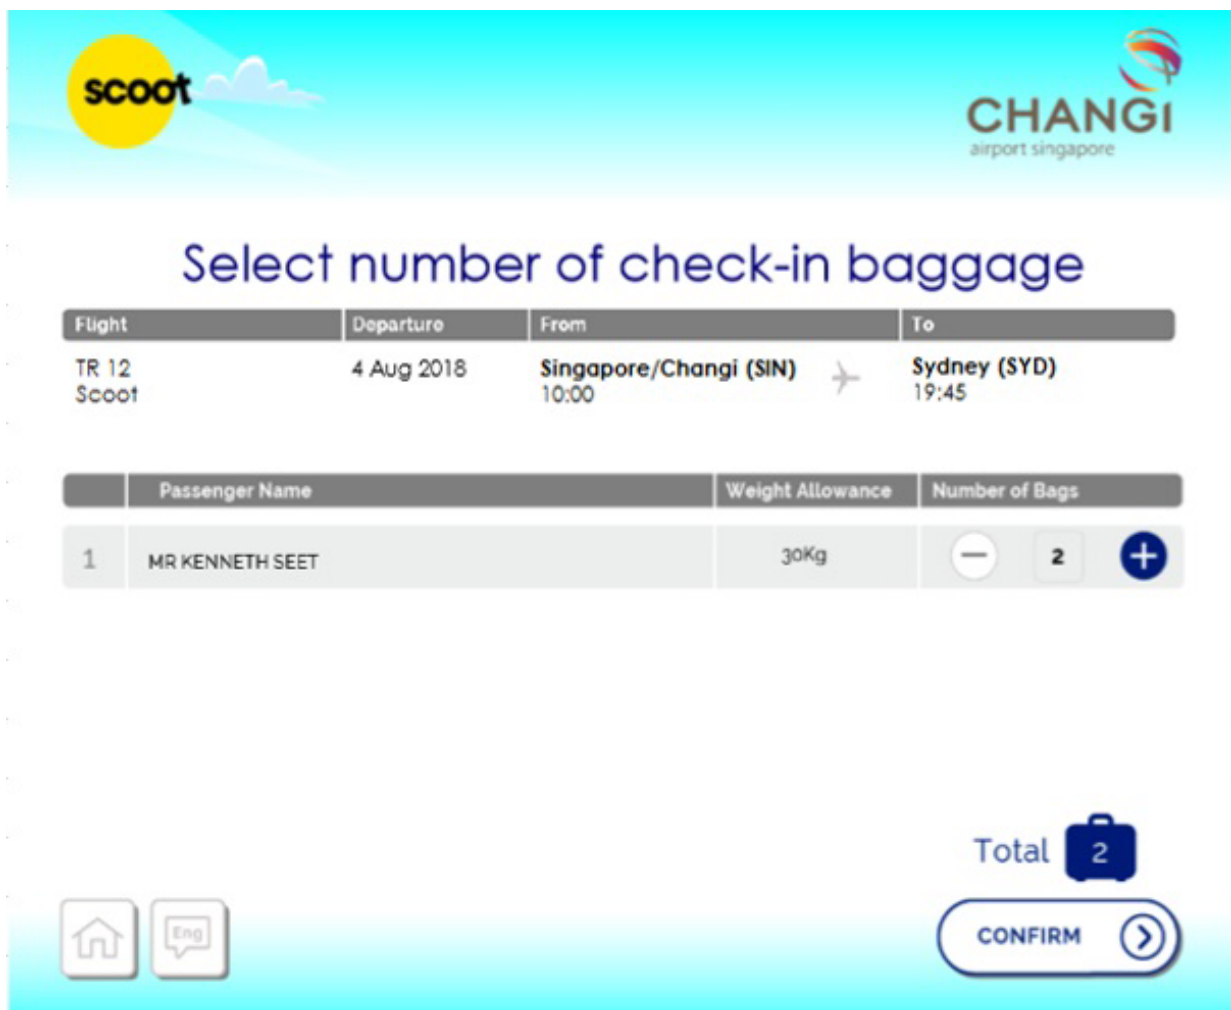 scoot
CHANGI
airport singapore
Select number of check-in baggage
Flight Departure From To
TR 12 4 Aug 2018 Singapore/Changi (SIN) Sydney (SYD)
Scoot 10:00 19:45
Passenger Name Weight Allowance Number of Bags
1 MR KENNETH SEET 30Kg 2
Total 2
Eng
CONFIRM